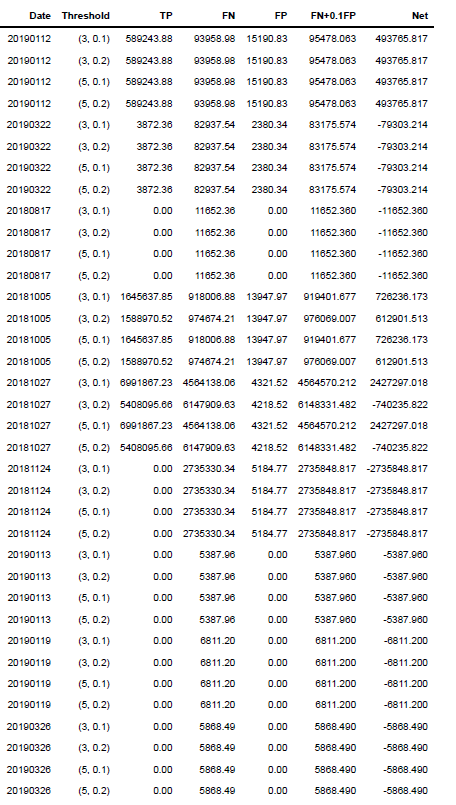 Date Threshold TP FN FP FN+0.1FP Net
20190112 (3, 0.1) 589243.88 93958.98 15190.83 95478.063 493765.817
20190112 (3, 0.2) 589243.88 93958.98 15190.83 95478.063 493765.817
20190112 (5, 0.1) 589243.88 93958.98 15190.83 95478.063 493765.817
20190112 (5, 0.2) 589243.88 93958.98 15190.83 95478.063 493765.817
20190322 (3, 0.1) 3872.36 82937.54 2380.34 83175.574 -79303.214
20190322 (3, 0.2) 3872.36 82937.54 2380.34 83175.574 -79303.214
20190322 (5, 0.1) 3872.36 82937.54 2380.34 83175.574 -79303.214
20190322 (5, 0.2) 3872.36 82937.54 2380.34 83175.574 -79303.214
20180817 (3, 0.1) 0.00 11652.36 0.00 11652.360 -11652.360
20180817 (3, 0.2) 0.00 11652.36 0.00 11652.360 -11652.360
20180817 (5, 0.1) 0.00 11652.36 0.00 11652.360 -11652.360
20180817 (5, 0.2) 0.00 11652.36 0.00 11652.360 -11652.360
20181005 (3, 0.1) 1645637.85 918006.88 13947.97 919401.677 726236.173
20181005 (3, 0.2) 1588970.52 974674.21 13947.97 976069.007 612901.513
20181005 (5, 0.1) 1645637.85 918006.88 13947.97 919401.677 726236.173
20181005 (5, 0.2) 1588970.52 974674.21 13947.97 976069.007 612901.513
20181027 (3, 0.1) 6991867.23 4564138.06 4321.52 4564570.212 2427297.018
20181027 (3, 0.2) 5408095.66 6147909.63 4218.52 6148331.482 -740235.822
20181027 (5, 0.1) 6991867.23 4564138.06 4321.52 4564570.212 2427297.018
20181027 (5, 0.2) 5408095.66 6147909.63 4218.52 6148331.482 -740235.822
20181124 (3, 0.1) 0.00 2735330.34 5184.77 2735848.817 -2735848.817
20181124 (3, 0.2) 0.00 2735330.34 5184.77 2735848.817 -2735848.817
20181124 (5, 0.1) 0.00 2735330.34 5184.77 2735848.817 -2735848.817
20181124 (5, 0.2) 0.00 2735330.34 5184.77 2735848.817 -2735848.817
20190113 (3, 0.1) 0.00 5387.96 0.00 5387.960 -5387.960
20190113 (3, 0.2) 0.00 5387.96 0.00 5387.960 -5387.960
20190113 (5, 0.1) 0.00 5387.96 0.00 5387.960 -5387.960
20190113 (5, 0.2) 0.00 5387.96 0.00 5387.960 -5387.960
20190119 (3, 0.1) 0.00 6811.20 0.00 6811.200 -6811.200
20190119 (3, 0.2) 0.00 6811.20 0.00 6811.200 -6811.200
20190119 (5, 0.1) 0.00 6811.20 0.00 6811.200 -6811.200
20190119 (5, 0.2) 0.00 6811.20 0.00 6811.200 -6811.200
20190326 (3, 0.1) 0.00 5868.49 0.00 5868.490 -5868.490
20190326 (3, 0.2) 0.00 5868.49 0.00 5868.490 -5868.490
20190326 (5, 0.1) 0.00 5868.49 0.00 5868.490 -5868.490
20190326 (5, 0.2) 0.00 5868.49 0.00 5868.490 -5868.490